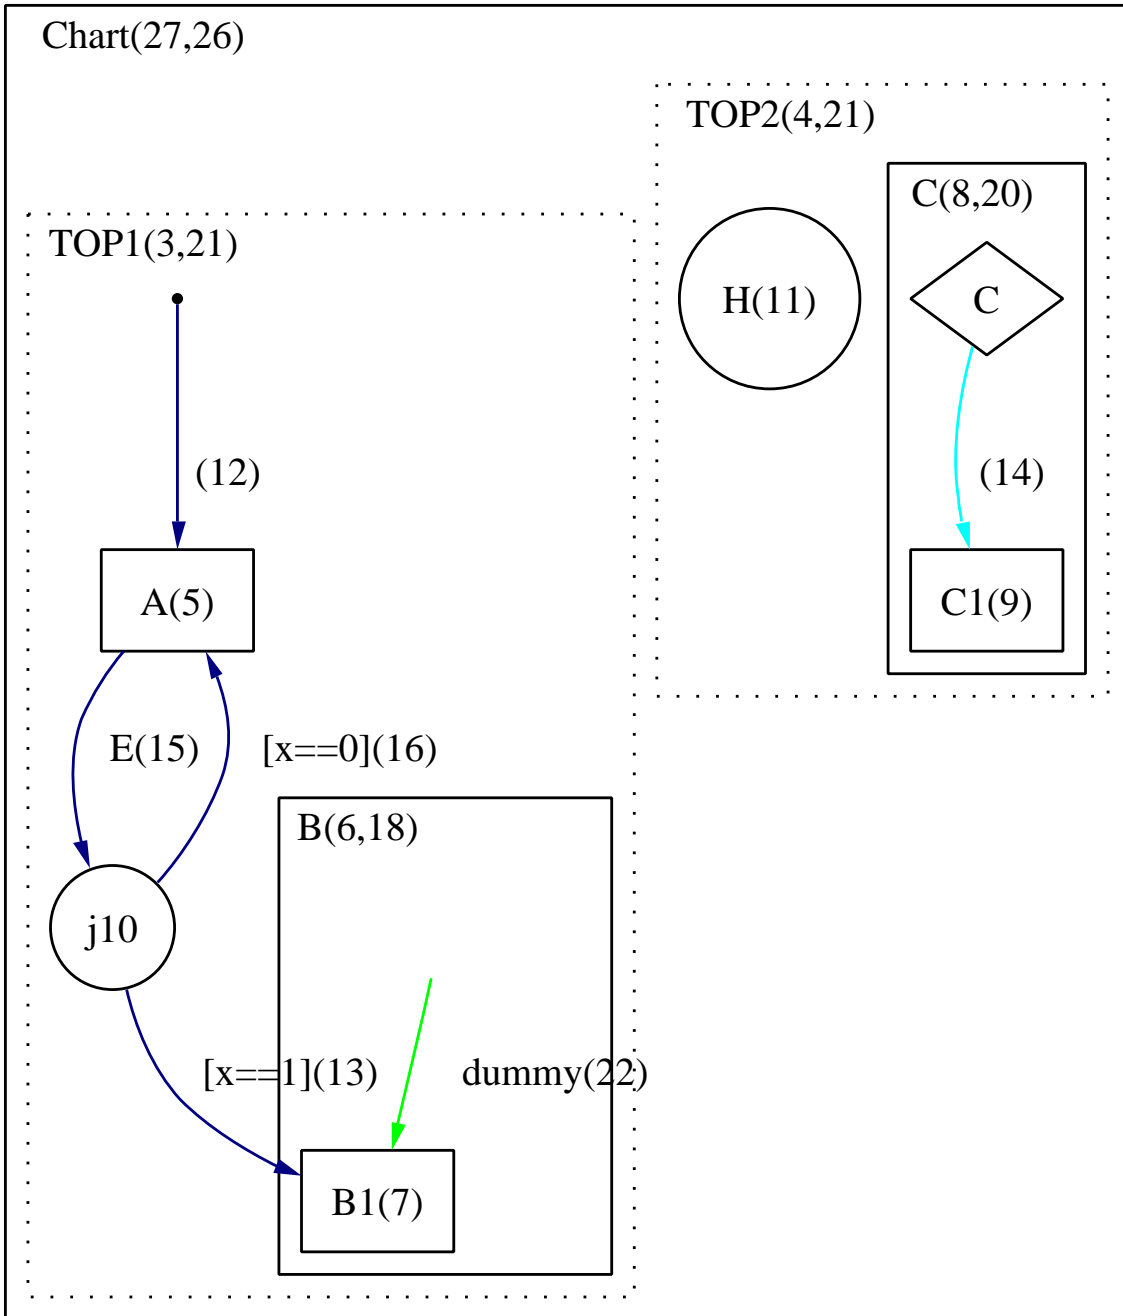 Chart(27,26)
TOP2(4,21)
C(8,20)
TOP1(3,21)
H(11)
C
(12)
(14)
A(5)
C1(9)
E(15)
[x==0](16)
B(6,18)
j10
[x==1](13)
dummy(22)
B1(7)